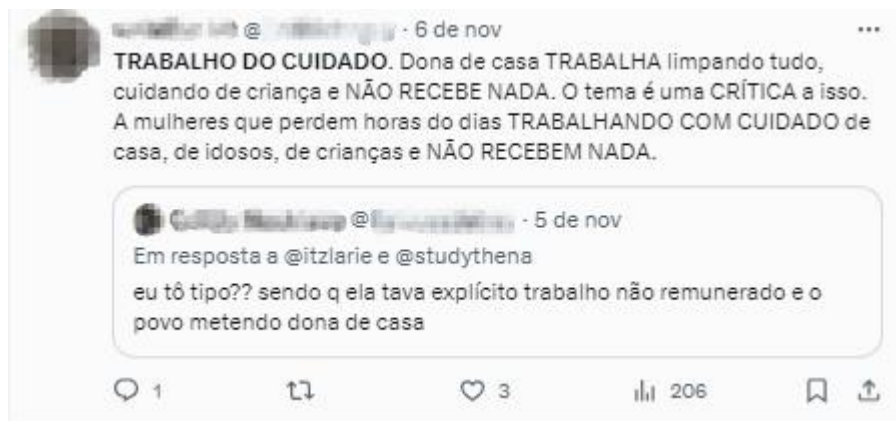 @ · 6 de nov
TRABALHO DO CUIDADO. Dona de casa TRABALHA limpando tudo,
cuidando de criança e NÃO RECEBE NADA. O tema é uma CRÍTICA a isso.
A mulheres que perdem horas do dias TRABALHANDO COM CUIDADO de
casa, de idosos, de crianças e NÃO RECEBEM NADA.
@ · 5 de nov
Em resposta a @itzlarie e @studythena
eu tô tipo?? sendo q ela tava explícito trabalho não remunerado e o
povo metendo dona de casa
1 3 206